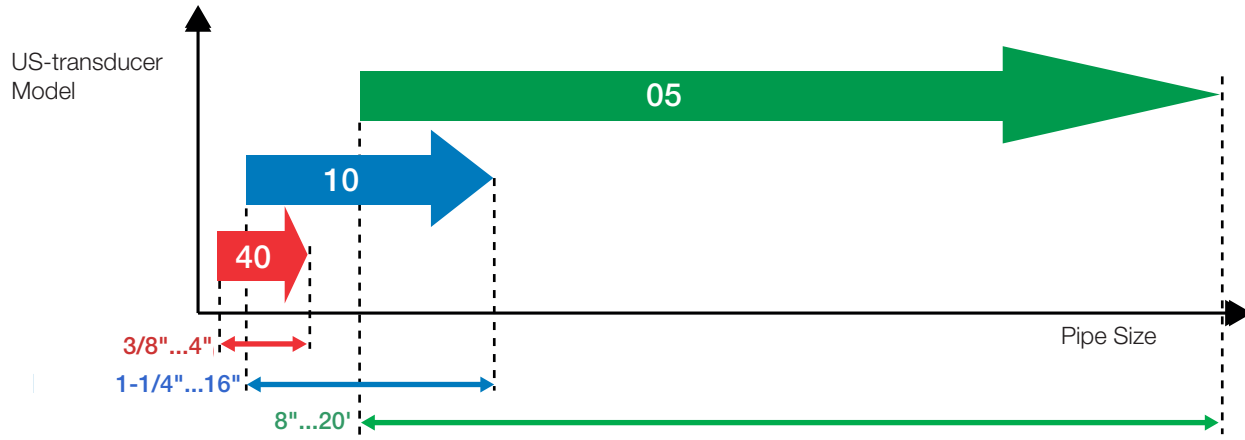 US-transducer
Model
05
10
40
Pipe Size
3/8"...4"
1-1/4"...16"
8"...20'